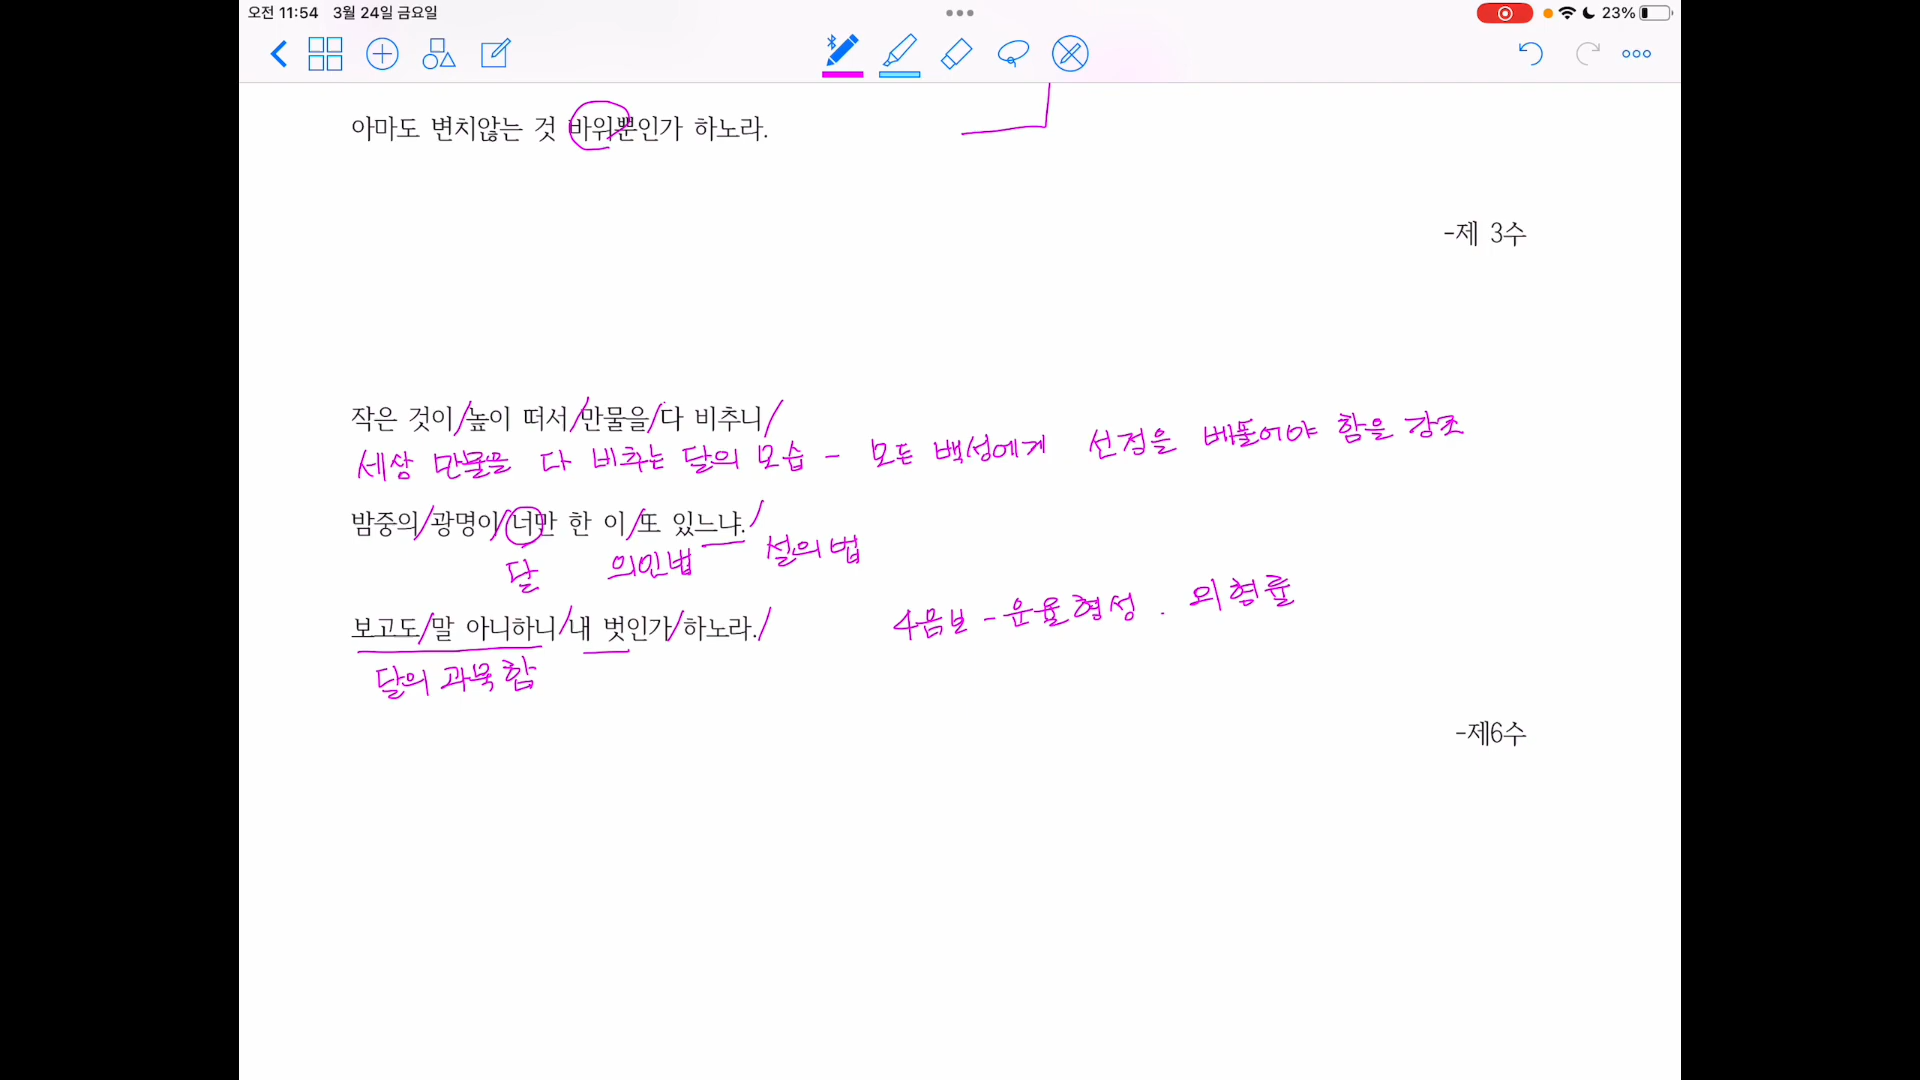 오전 11:54 3월 24일 금요일
23%
아마도 변치않는 것 바위뿐인가 하노라.
-제 3수
작은 것이/높이 떠서/만물을/다 비추니/
세상 만물을 다 비추는 달의 모습 - 모든 백성에게 선정을 베풀어야 함을 강조
밤중의/광명이/너만 한 이/또 있느냐./
달 의인법 설의법
보고도/말 아니하니/내 벗인가/하노라./
4음보 - 운율 형성. 외형률
달의 과묵함
-제6수